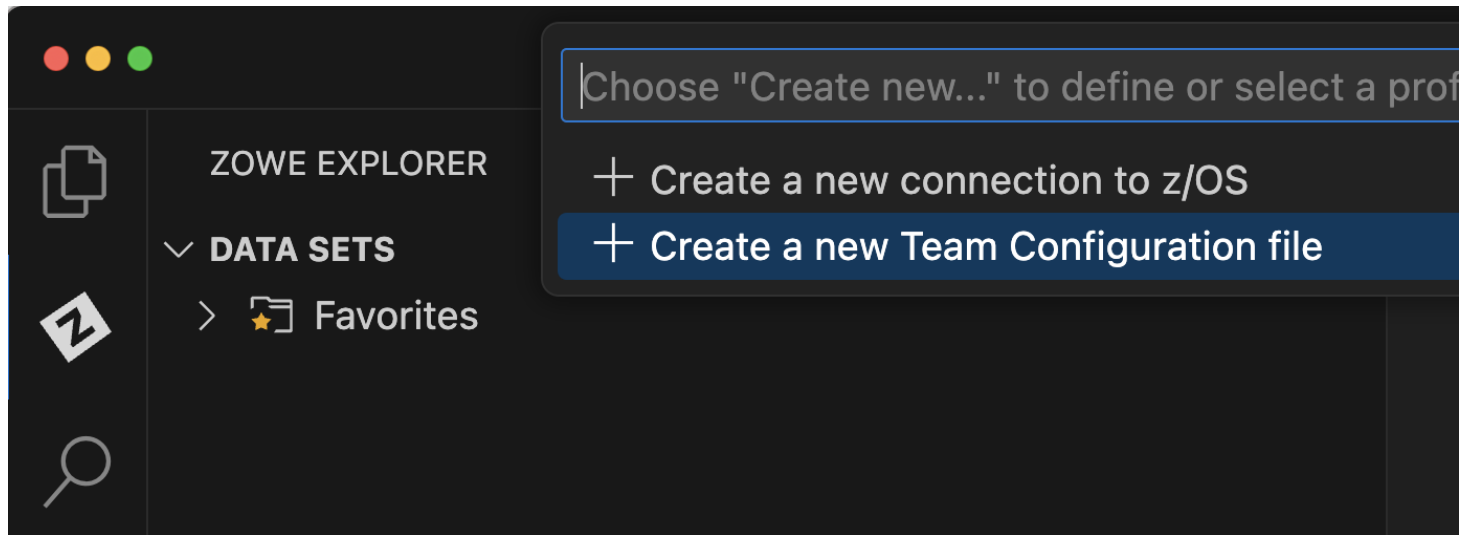 Choose "Create new..." to define or select a prof
ZOWE EXPLORER
Create a new connection to z/OS
Create a new Team Configuration file
DATA SETS
Favorites
Z